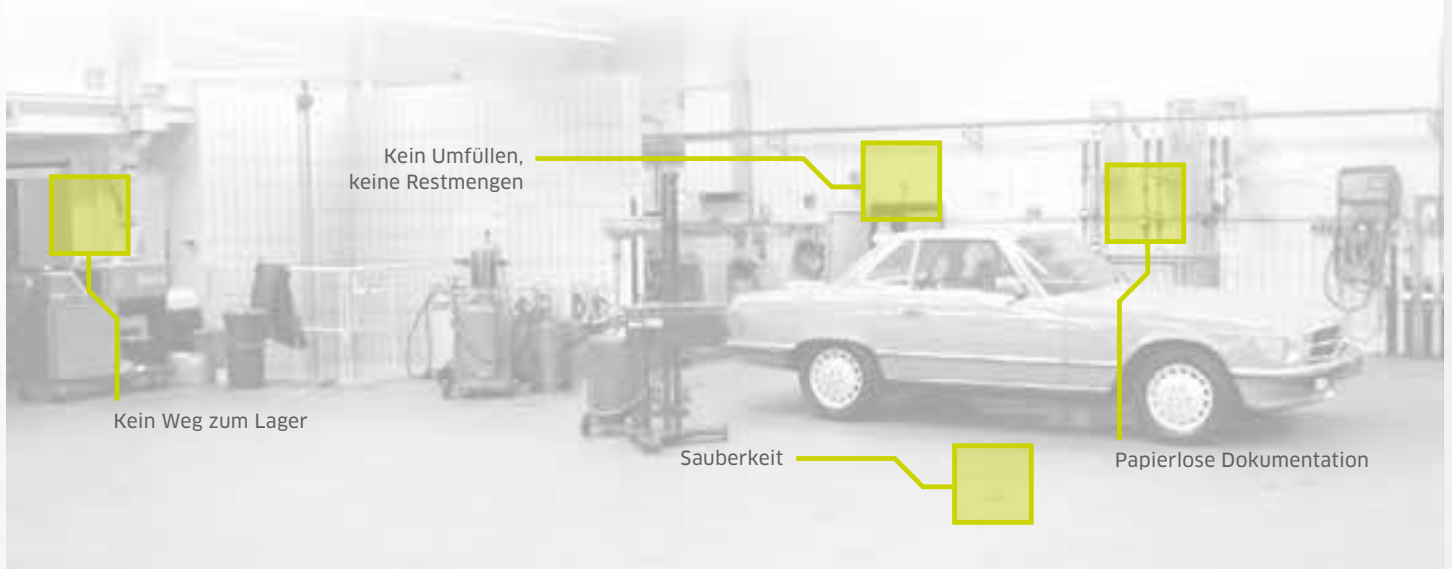 Kein Umfüllen,
keine Restmengen
Kein Weg zum Lager
Sauberkeit
Papierlose Dokumentation